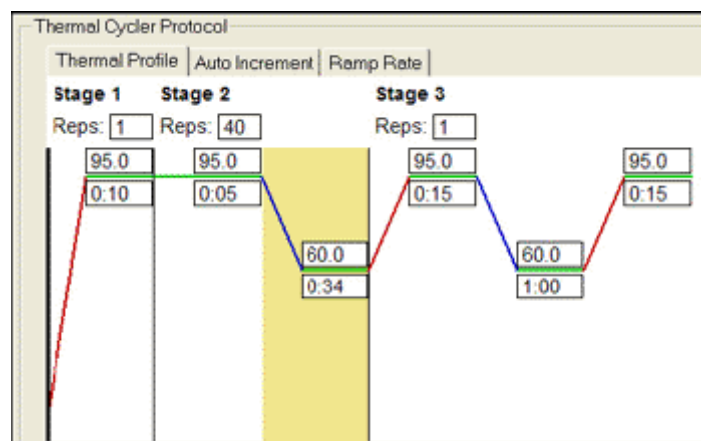 Thermal Cycler Protocol
Thermal Profile Auto Increment Ramp Rate
Stage 1 Stage 2 Stage 3
Reps: 1 Reps: 40 Reps: 1
95.0 95.0 95.0 95.0
0:10 0:05 0:15 0:15
60.0 60.0
0:34 1:00